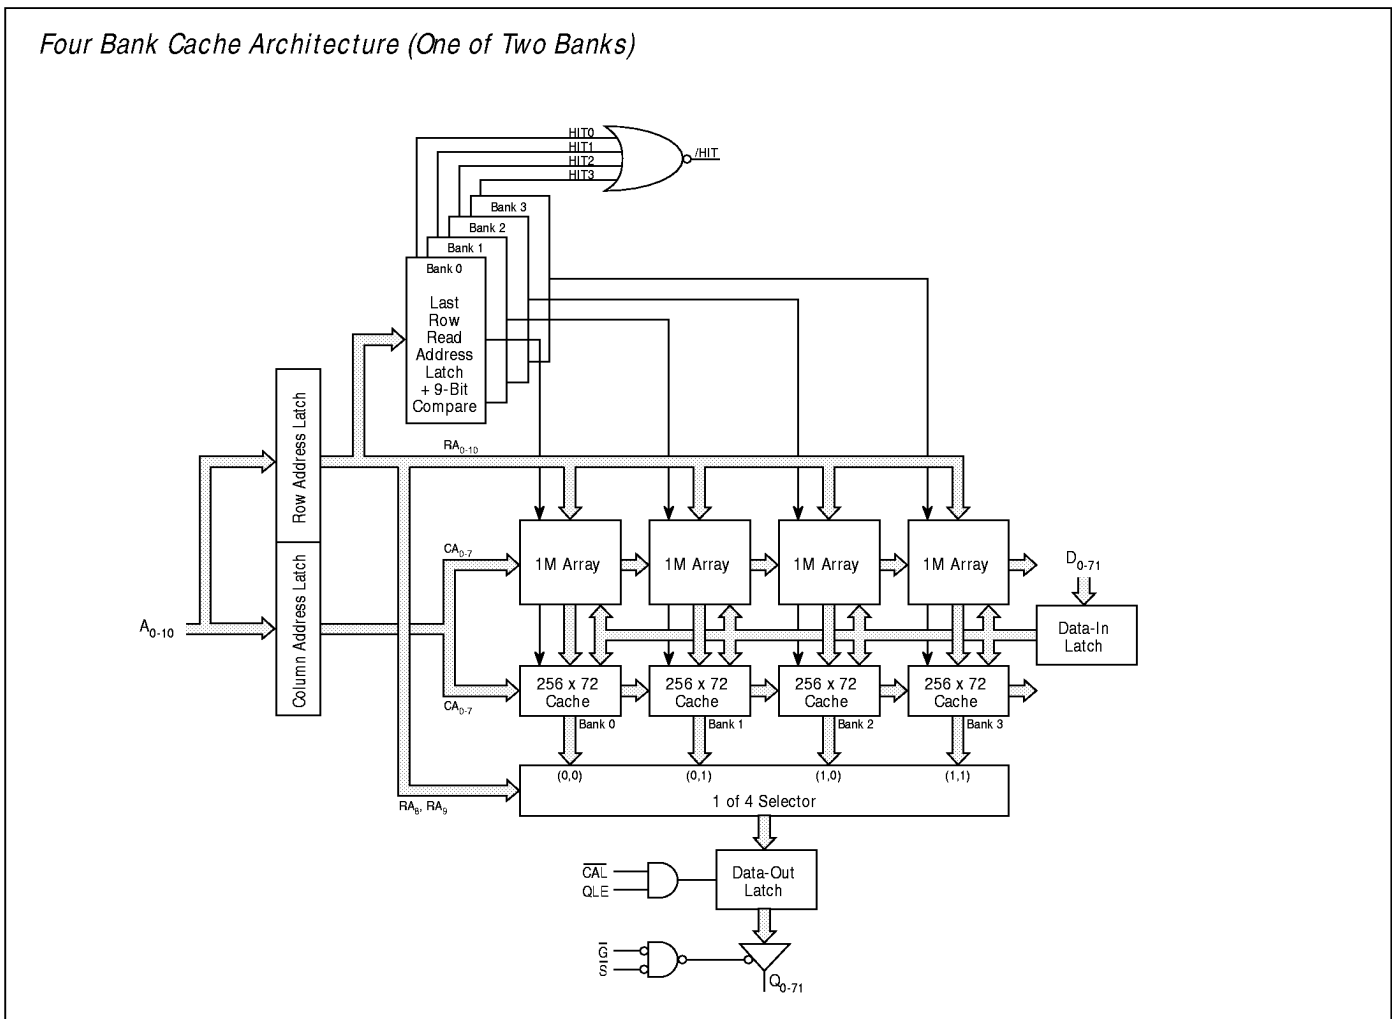 Four Bank Cache Architecture (One of Two Banks)
HIT0
HIT1
HIT2
HIT3
/HIT
Bank 3
Bank 2
Bank 1
Bank 0
Last
Row
Read
Address
Latch
+ 9-Bit
Compare
Row Address Latch
Column Address Latch
A0-10
RA0-10
CA0-7
1M Array
1M Array
1M Array
1M Array
D0-71
Data-In
Latch
256 x 72
Cache
256 x 72
Cache
256 x 72
Cache
256 x 72
Cache
CA0-7
Bank 0
Bank 1
Bank 2
Bank 3
(0,0)
(0,1)
(1,0)
(1,1)
1 of 4 Selector
RA8, RA9
CAL
QLE
Data-Out
Latch
G
S
Q0-71